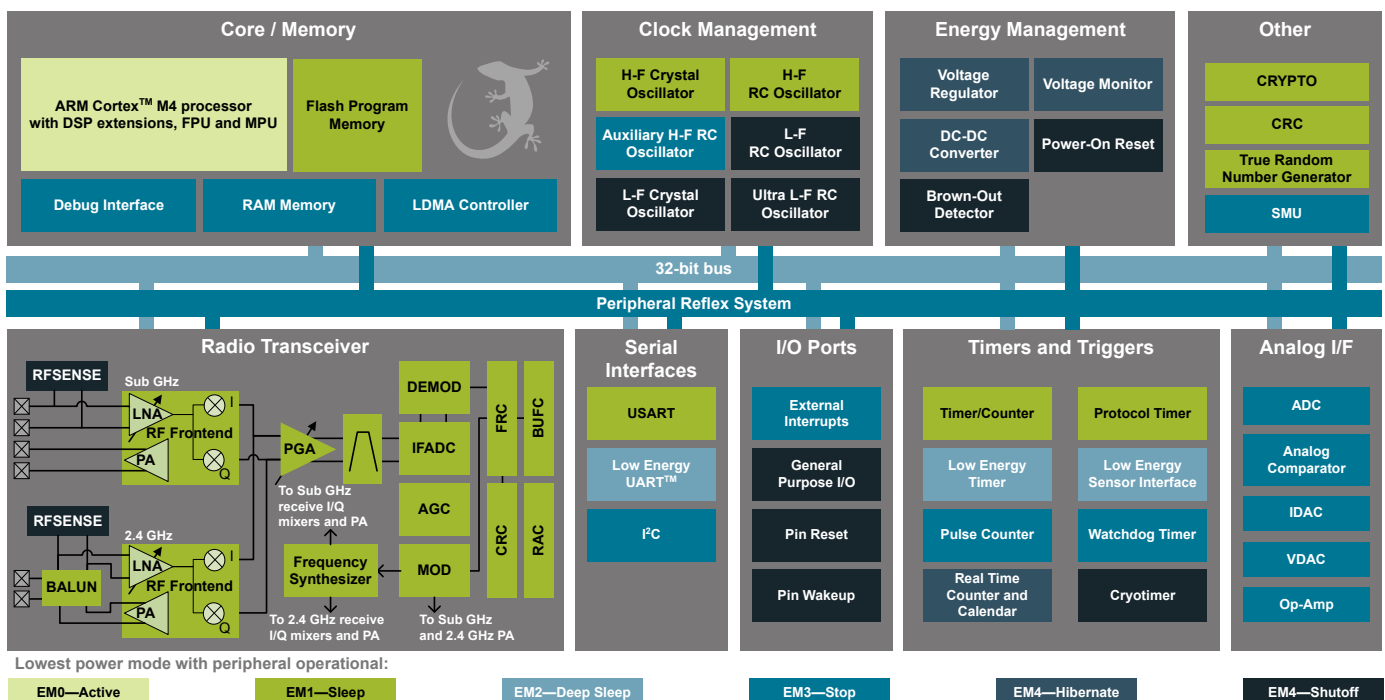 Core / Memory
ARM Cortex™ M4 processor
with DSP extensions, FPU and MPU
Flash Program
Memory
Debug Interface
RAM Memory
LDMA Controller
Clock Management
H-F Crystal
Oscillator
H-F
RC Oscillator
Auxiliary H-F RC
Oscillator
L-F
RC Oscillator
L-F Crystal
Oscillator
Ultra L-F RC
Oscillator
Energy Management
Voltage
Regulator
Voltage Monitor
DC-DC
Converter
Power-On Reset
Brown-Out
Detector
Other
CRYPTO
CRC
True Random
Number Generator
SMU
32-bit bus
Peripheral Reflex System
Radio Transceiver
RFSENSE
Sub GHz
LNA
RF Frontend
PA
I
Q
PGA
DEMOD
IFADC
AGC
MOD
FRC
BUFC
CRC
RAC
To Sub GHz
receive I/Q
mixers and PA
Frequency
Synthesizer
RFSENSE
2.4 GHz
LNA
RF Frontend
BALUN
PA
I
Q
To 2.4 GHz receive
I/Q mixers and PA
To Sub GHz
and 2.4 GHz PA
Serial
Interfaces
USART
Low Energy
UART™
I²C
I/O Ports
External
Interrupts
General
Purpose I/O
Pin Reset
Pin Wakeup
Timers and Triggers
Timer/Counter
Protocol Timer
Low Energy
Timer
Low Energy
Sensor Interface
Pulse Counter
Watchdog Timer
Real Time
Counter and
Calendar
Cryotimer
Analog I/F
ADC
Analog
Comparator
IDAC
VDAC
Op-Amp
Lowest power mode with peripheral operational:
EM0—Active
EM1—Sleep
EM2—Deep Sleep
EM3—Stop
EM4—Hibernate
EM4—Shutoff